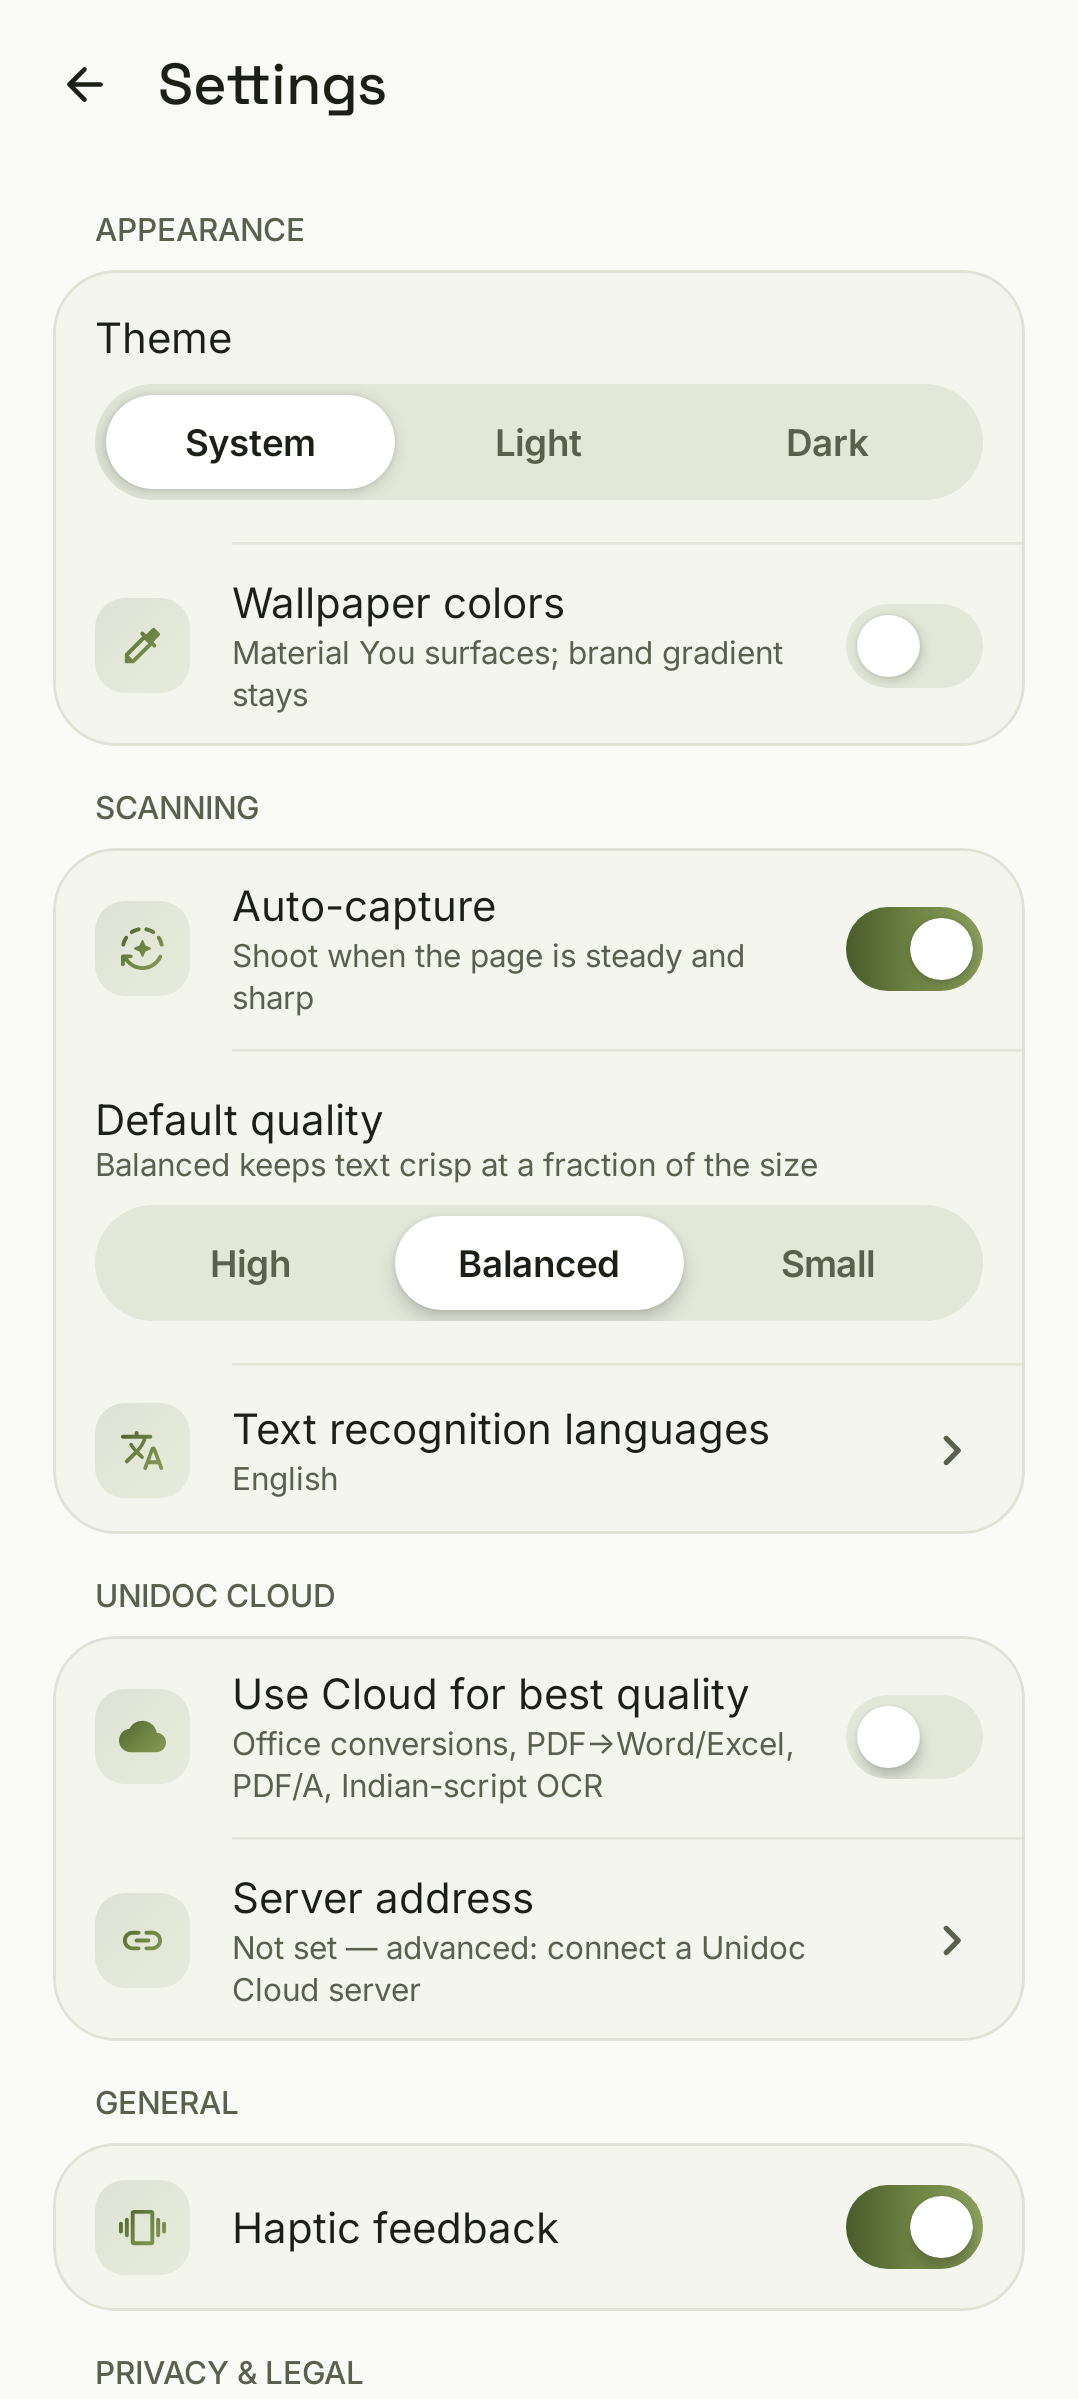 Settings
APPEARANCE
Theme
System Light Dark
Wallpaper colors
Material You surfaces; brand gradient
stays
SCANNING
Auto-capture
Shoot when the page is steady and
sharp
Default quality
Balanced keeps text crisp at a fraction of the size
High Balanced Small
Text recognition languages
English
UNIDOC CLOUD
Use Cloud for best quality
Office conversions, PDF→Word/Excel,
PDF/A, Indian-script OCR
Server address
Not set — advanced: connect a Unidoc
Cloud server
GENERAL
Haptic feedback
PRIVACY & LEGAL